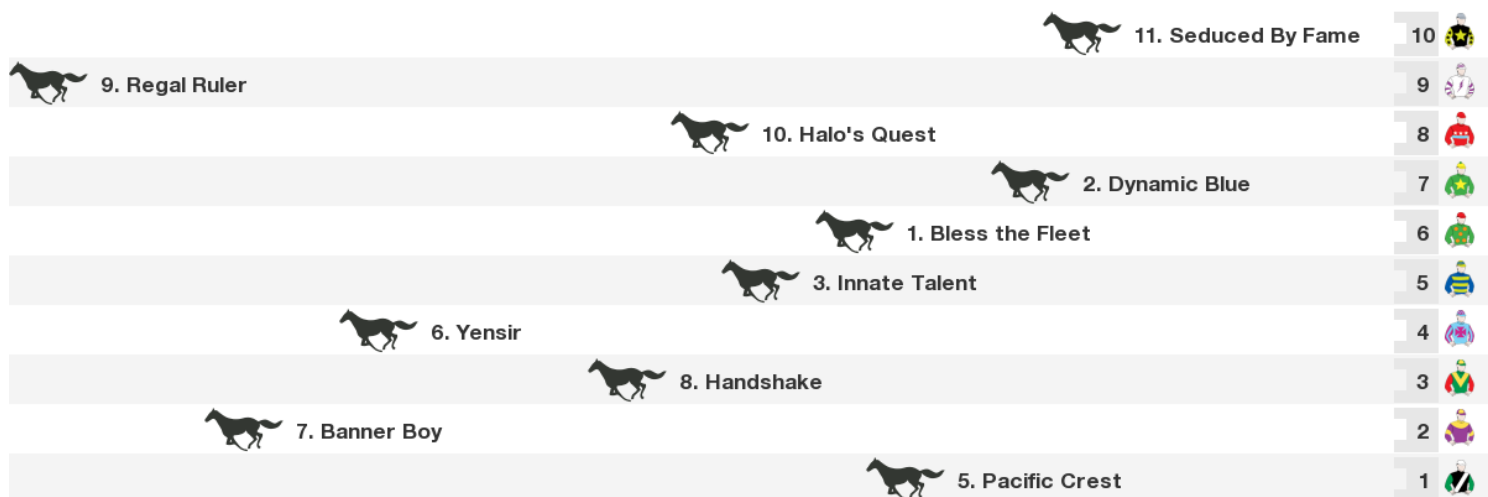 11. Seduced By Fame 10
9. Regal Ruler 9
10. Halo's Quest 8
2. Dynamic Blue 7
1. Bless the Fleet 6
3. Innate Talent 5
6. Yensir 4
8. Handshake 3
7. Banner Boy 2
5. Pacific Crest 1